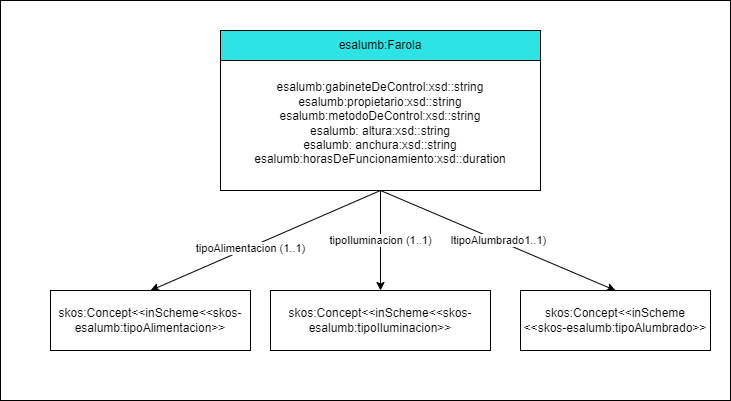 esalumb:Farola
esalumb:gabineteDeControl:xsd::string
esalumb:propietario:xsd::string
esalumb:metodoDeControl:xsd::string
esalumb: altura:xsd::string
esalumb: anchura:xsd::string
esalumb:horasDeFuncionamiento:xsd::duration
tipoAlimentacion (1..1)
tipoIluminacion (1..1)
ltipoAlumbrado1..1)
skos:Concept<<inScheme<<skos-
esalumb:tipoAlimentacion>>
skos:Concept<<inScheme<<skos-
esalumb:tipoIluminacion>>
skos:Concept<<inScheme
<<skos-esalumb:tipoAlumbrado>>